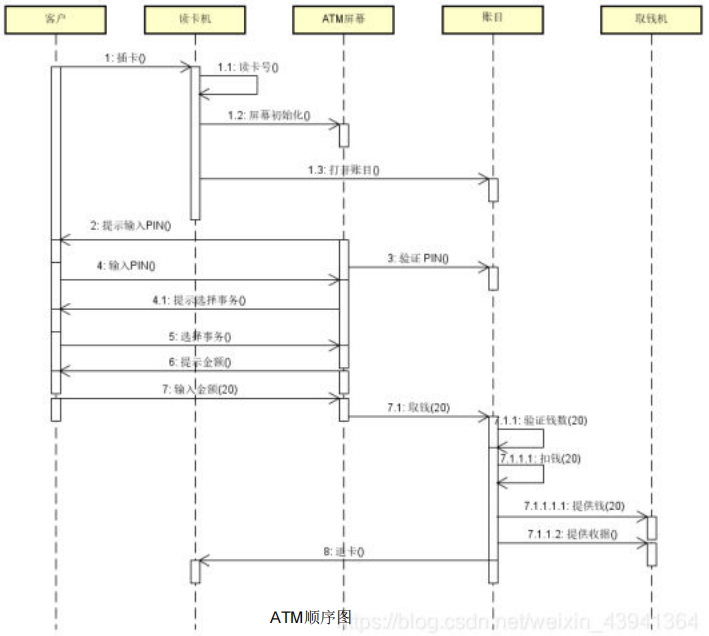 客户
读卡机
ATM屏幕
账目
取钱机
1: 插卡()
1.1: 读卡号()
1.2: 屏幕初始化()
1.3: 打开账目()
2: 提示输入PIN()
3: 验证 PIN()
4: 输入PIN()
4.1: 提示选择事务()
5: 选择事务()
6: 提示金额()
7: 输入金额(20)
7.1: 取钱(20)
7.1.1: 验证钱数(20)
7.1.1.1: 扣钱(20)
7.1.1.1.1: 提供钱(20)
7.1.1.2: 提供收据()
8: 退卡()
ATM顺序图
https://blog.csdn.net/weixin_43941364